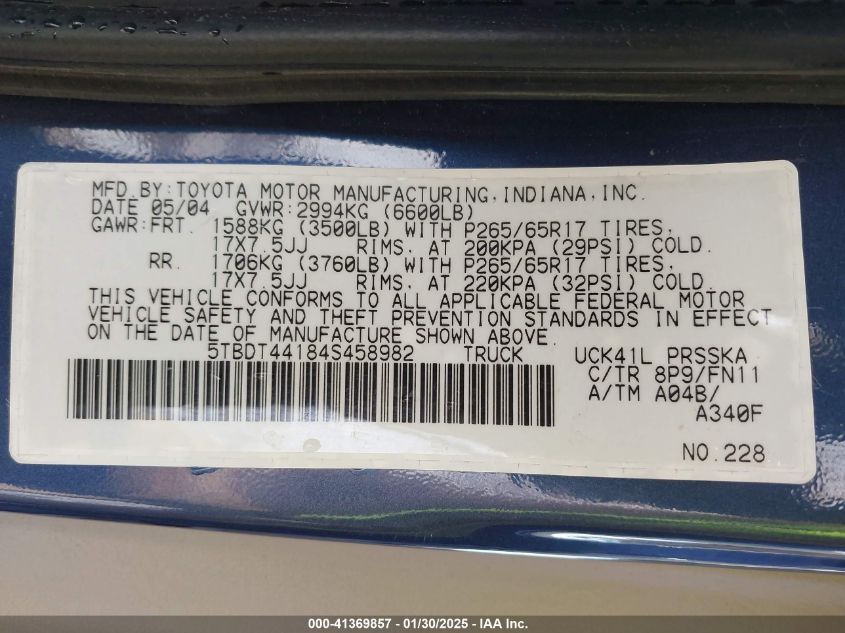 MFD.BY:TOYOTA MOTOR MANUFACTURING,INDIANA,INC.
DATE 05/04 GVWR:2994KG (6600LB)
GAWR:FRT. 1588KG (3500LB) WITH P265/65R17 TIRES,
17X7.5JJ RIMS, AT 200KPA (29PSI) COLD.
RR. 1706KG (3760LB) WITH P265/65R17 TIRES,
17X7.5JJ RIMS, AT 220KPA (32PSI) COLD.
THIS VEHICLE CONFORMS TO ALL APPLICABLE FEDERAL MOTOR
VEHICLE SAFETY AND THEFT PREVENTION STANDARDS IN EFFECT
ON THE DATE OF MANUFACTURE SHOWN ABOVE.
5TBDT44184S458982 TRUCK UCK41L PRSSKA
C/TR 8P9/FN11
A/TM A04B/
A340F
NO.228
000-41369857 - 01/30/2025 - IAA Inc.